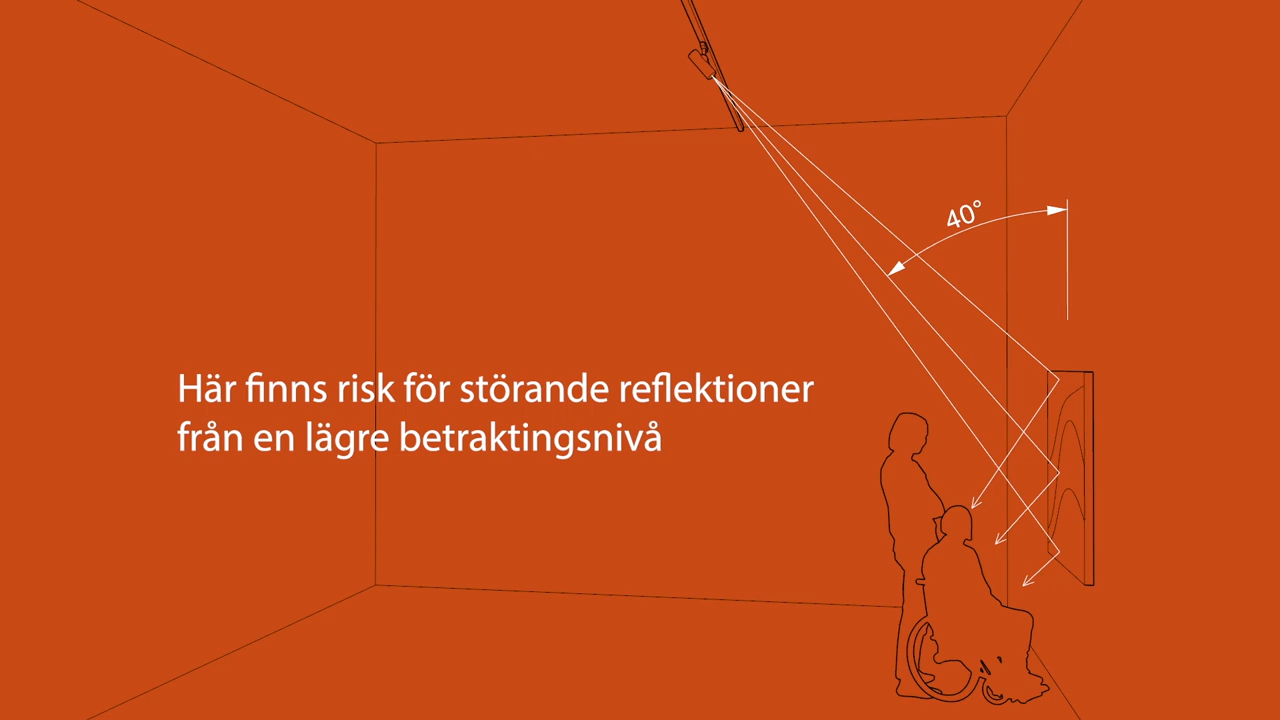 40°
Här finns risk för störande reflektioner
från en lägre betraktingsnivå